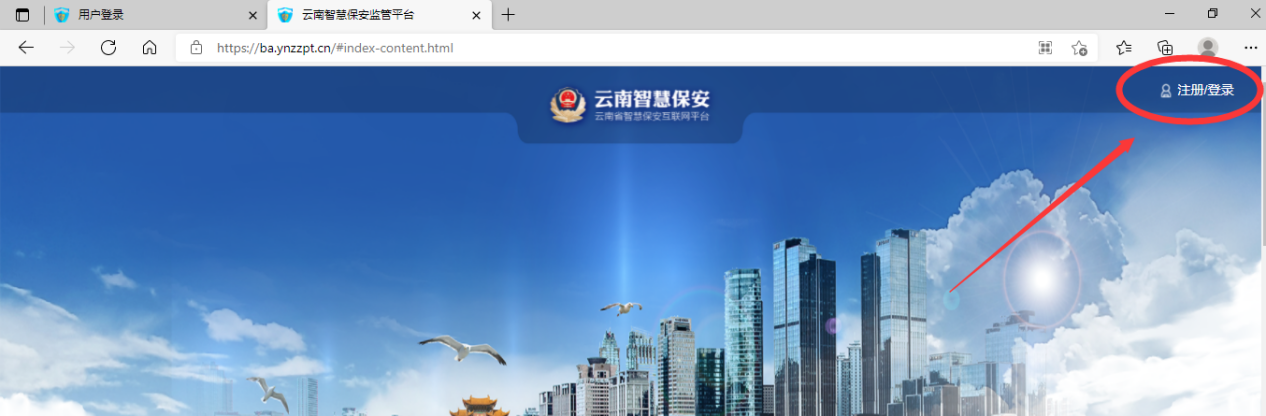 用户登录
云南智慧保安监管平台
https://ba.ynzzpt.cn/#index-content.html
云南智慧保安
云南省智慧保安互联网平台
注册/登录